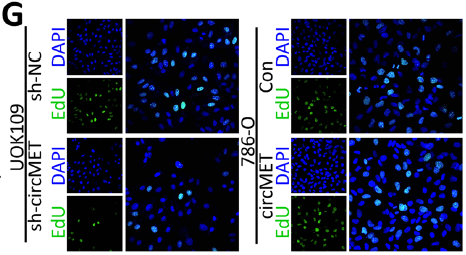 G
UOK109
sh-NC
DAPI
EdU
sh-circMET
DAPI
EdU
786-O
Con
DAPI
EdU
circMET
DAPI
EdU